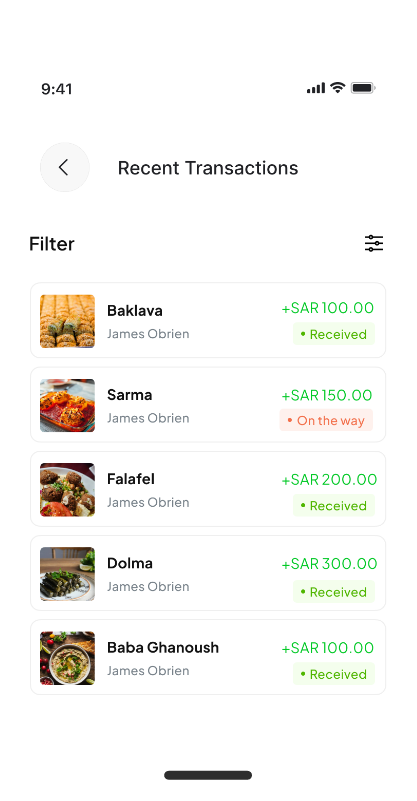 9:41
Recent Transactions
Filter
Baklava
+SAR 100.00
James Obrien
• Received
Sarma
+SAR 150.00
James Obrien
• On the way
Falafel
+SAR 200.00
James Obrien
• Received
Dolma
+SAR 300.00
James Obrien
• Received
Baba Ghanoush
+SAR 100.00
James Obrien
• Received